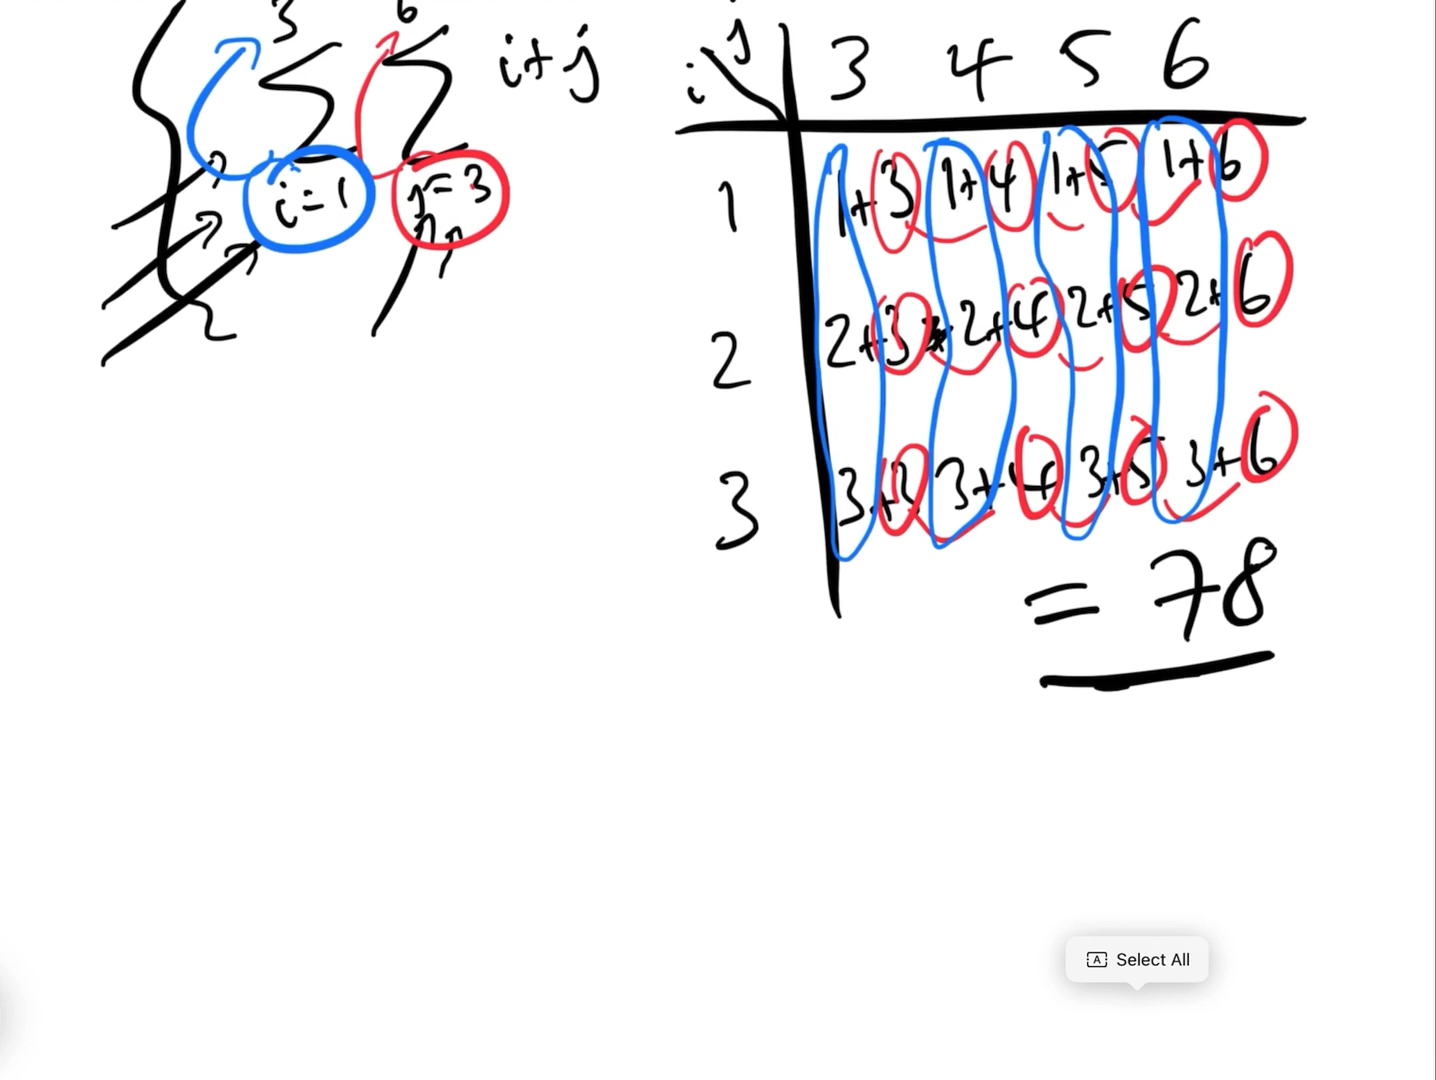 3 6
i+j
i=1 j=3
i j 3 4 5 6
1 1+3 1+4 1+5 1+6
2 2+3 2+4 2+5 2+6
3 3+3 3+4 3+5 3+6
= 78
Select All